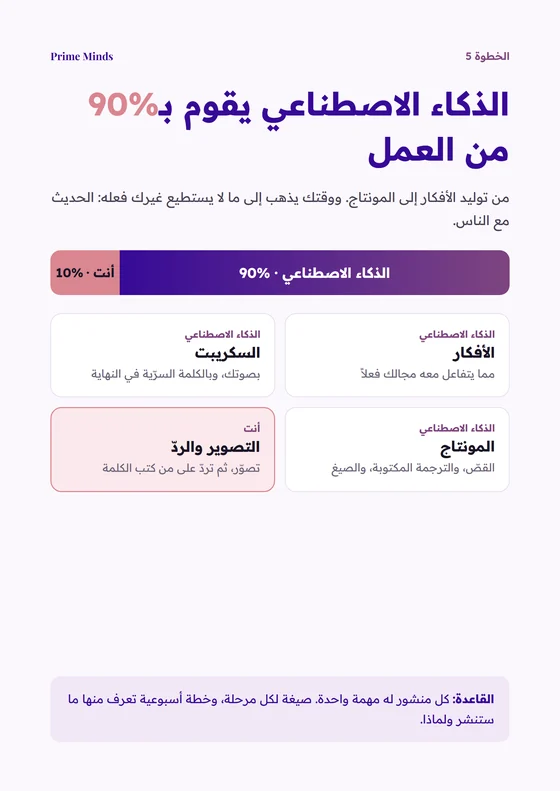 الخطوة 5
Prime Minds
الذكاء الاصطناعي يقوم بـ90%
من العمل
من توليد الأفكار إلى المونتاج. ووقتك يذهب إلى ما لا يستطيع غيرك فعله: الحديث
مع الناس.
الذكاء الاصطناعي · 90%
أنت · 10%
الذكاء الاصطناعي
الأفكار
مما يتفاعل معه مجالك فعلاً
الذكاء الاصطناعي
السكريبت
بصوتك، وبالكلمة السرّية في النهاية
الذكاء الاصطناعي
المونتاج
القصّ، والترجمة المكتوبة، والصيغ
أنت
التصوير والردّ
تصوّر، ثم تردّ على من كتب الكلمة
القاعدة: كل منشور له مهمة واحدة. صيغة لكل مرحلة، وخطة أسبوعية تعرف منها ما
ستنشر ولماذا.